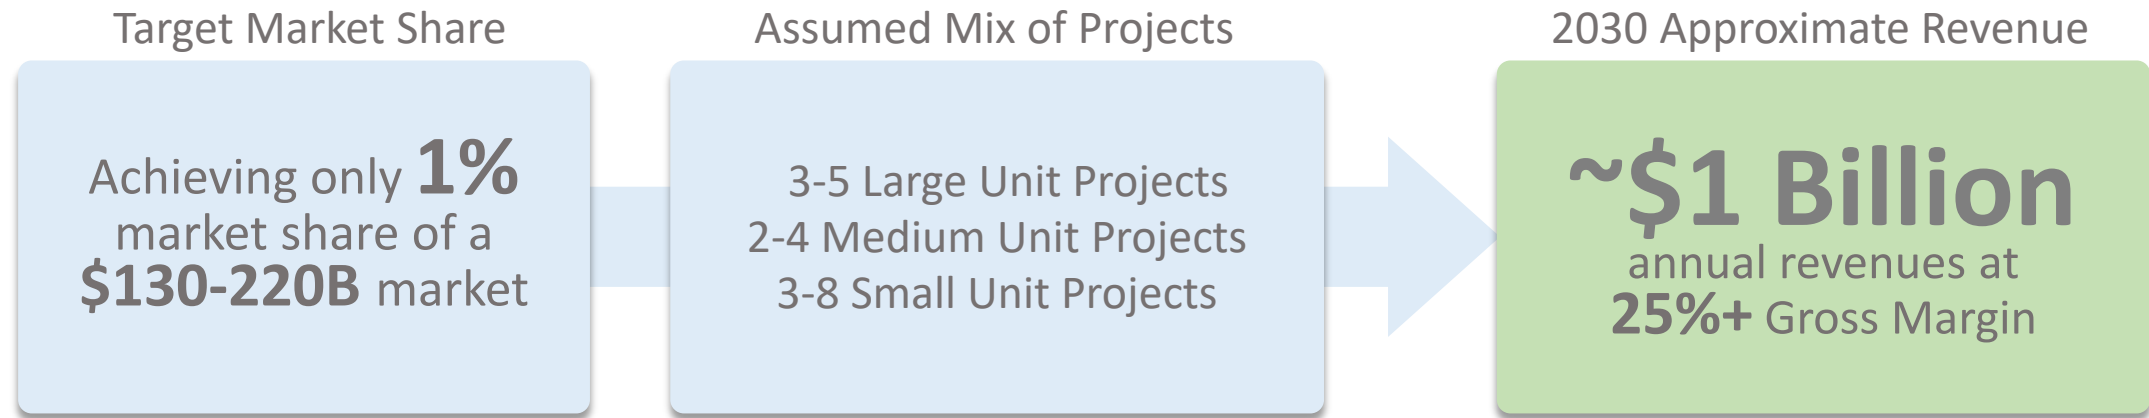 Target Market Share
Achieving only 1%
market share of a
$130-220B market
Assumed Mix of Projects
3-5 Large Unit Projects
2-4 Medium Unit Projects
3-8 Small Unit Projects
2030 Approximate Revenue
~$1 Billion
annual revenues at
25%+ Gross Margin